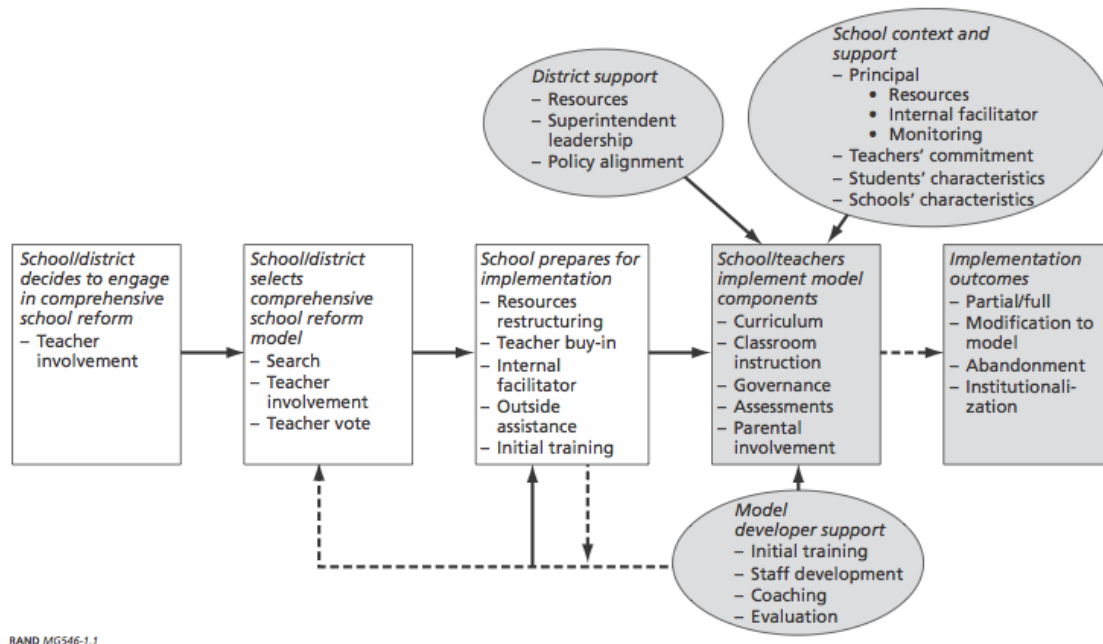 School context and
support
– Principal
• Resources
• Internal facilitator
• Monitoring
– Teachers’ commitment
– Students’ characteristics
– Schools’ characteristics
District support
– Resources
– Superintendent
leadership
– Policy alignment
School/district
decides to engage
in comprehensive
school reform
– Teacher
involvement
School/district
selects
comprehensive
school reform
model
– Search
– Teacher
involvement
– Teacher vote
School prepares for
implementation
– Resources
restructuring
– Teacher buy-in
– Internal
facilitator
– Outside
assistance
– Initial training
School/teachers
implement model
components
– Curriculum
– Classroom
instruction
– Governance
– Assessments
– Parental
involvement
Implementation
outcomes
– Partial/full
– Modification to
model
– Abandonment
– Institutionali-
zation
Model
developer support
– Initial training
– Staff development
– Coaching
– Evaluation
RAND MG546-1.1